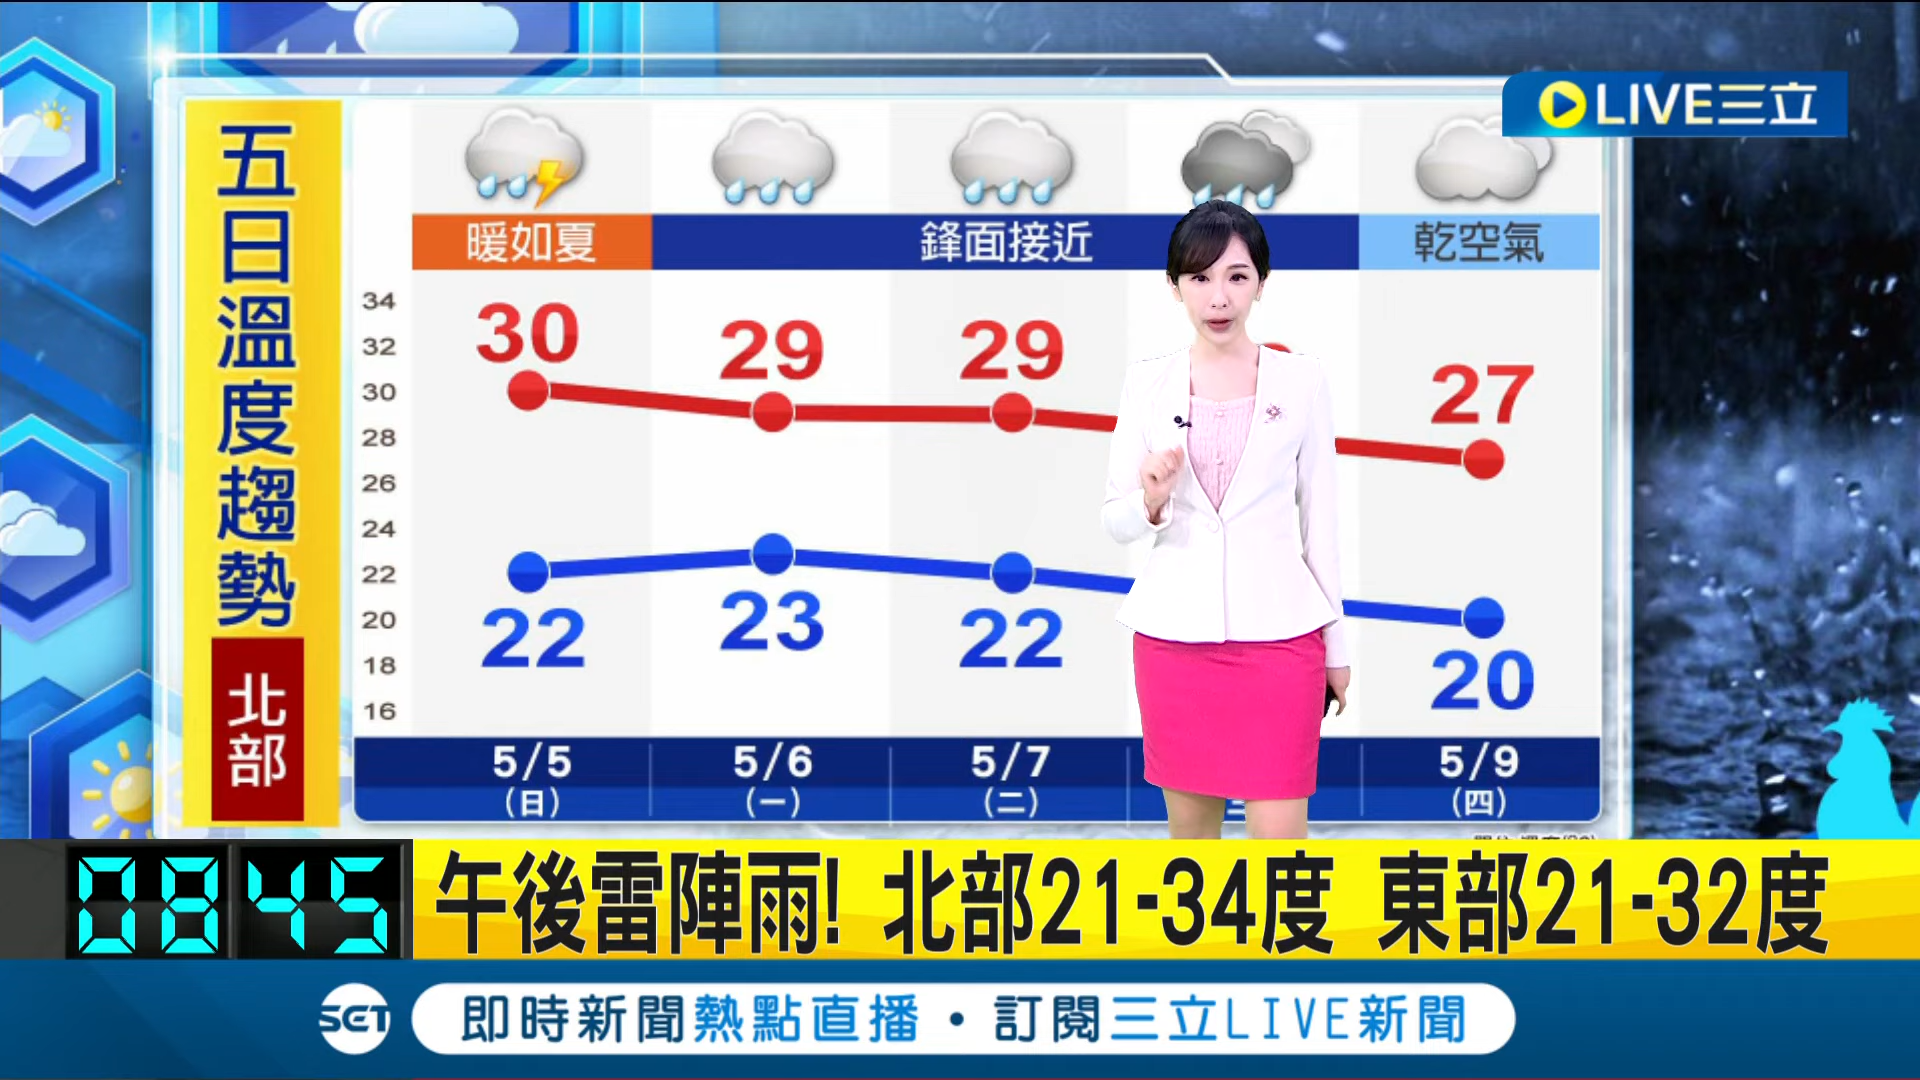 LIVE三立
五日溫度趨勢
北部
暖如夏
鋒面接近
乾空氣
34
32
30
28
26
24
22
20
18
16
30
29
29
27
22
23
22
20
5/5
(日)
5/6
(一)
5/7
(二)
5/9
(四)
0845
午後雷陣雨! 北部21-34度 東部21-32度
SET
即時新聞熱點直播・訂閱三立LIVE新聞